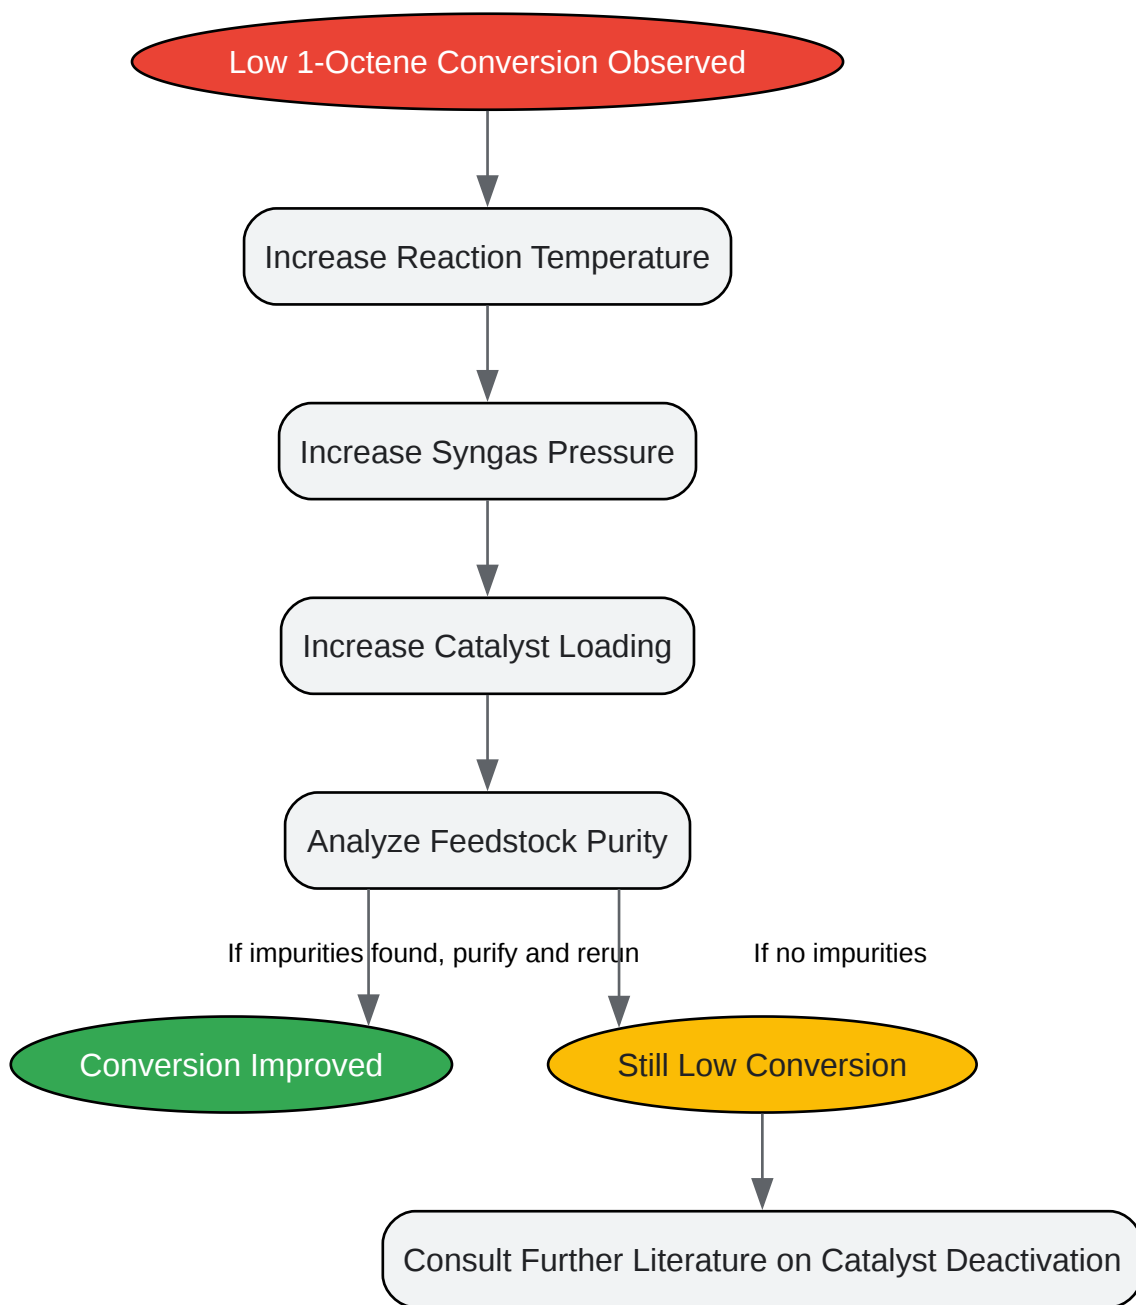 Low 1-Octene Conversion Observed
Increase Reaction Temperature
Increase Syngas Pressure
Increase Catalyst Loading
Analyze Feedstock Purity
If impurities found, purify and rerun
If no impurities
Conversion Improved
Still Low Conversion
Consult Further Literature on Catalyst Deactivation